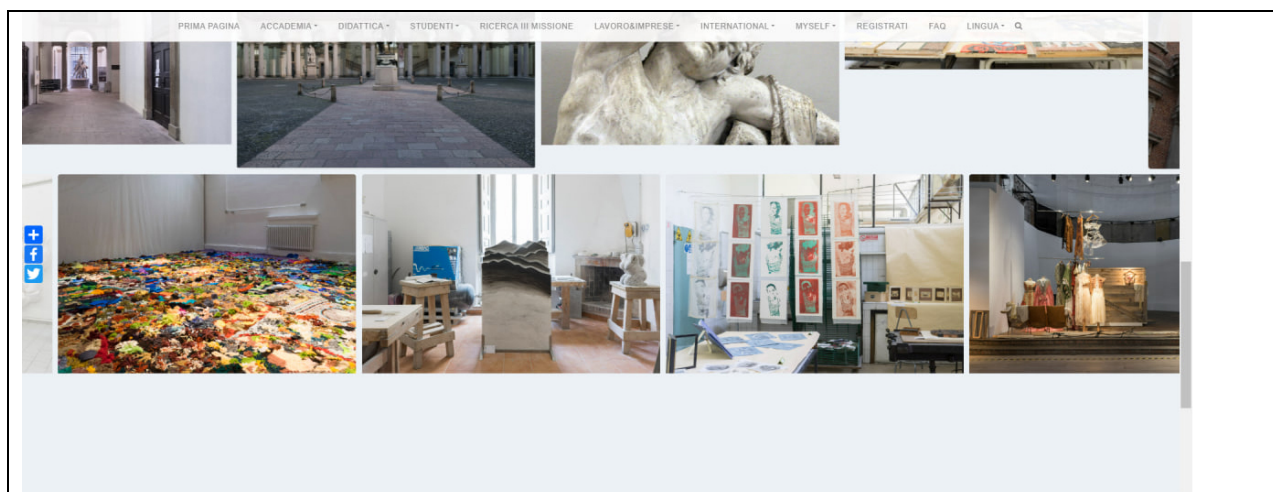 PRIMA PAGINA ACCADEMIA DIDATTICA STUDENTI RICERCA III MISSIONE LAVORO&IMPRESE INTERNATIONAL MYSELF REGISTRATI FAQ LINGUA